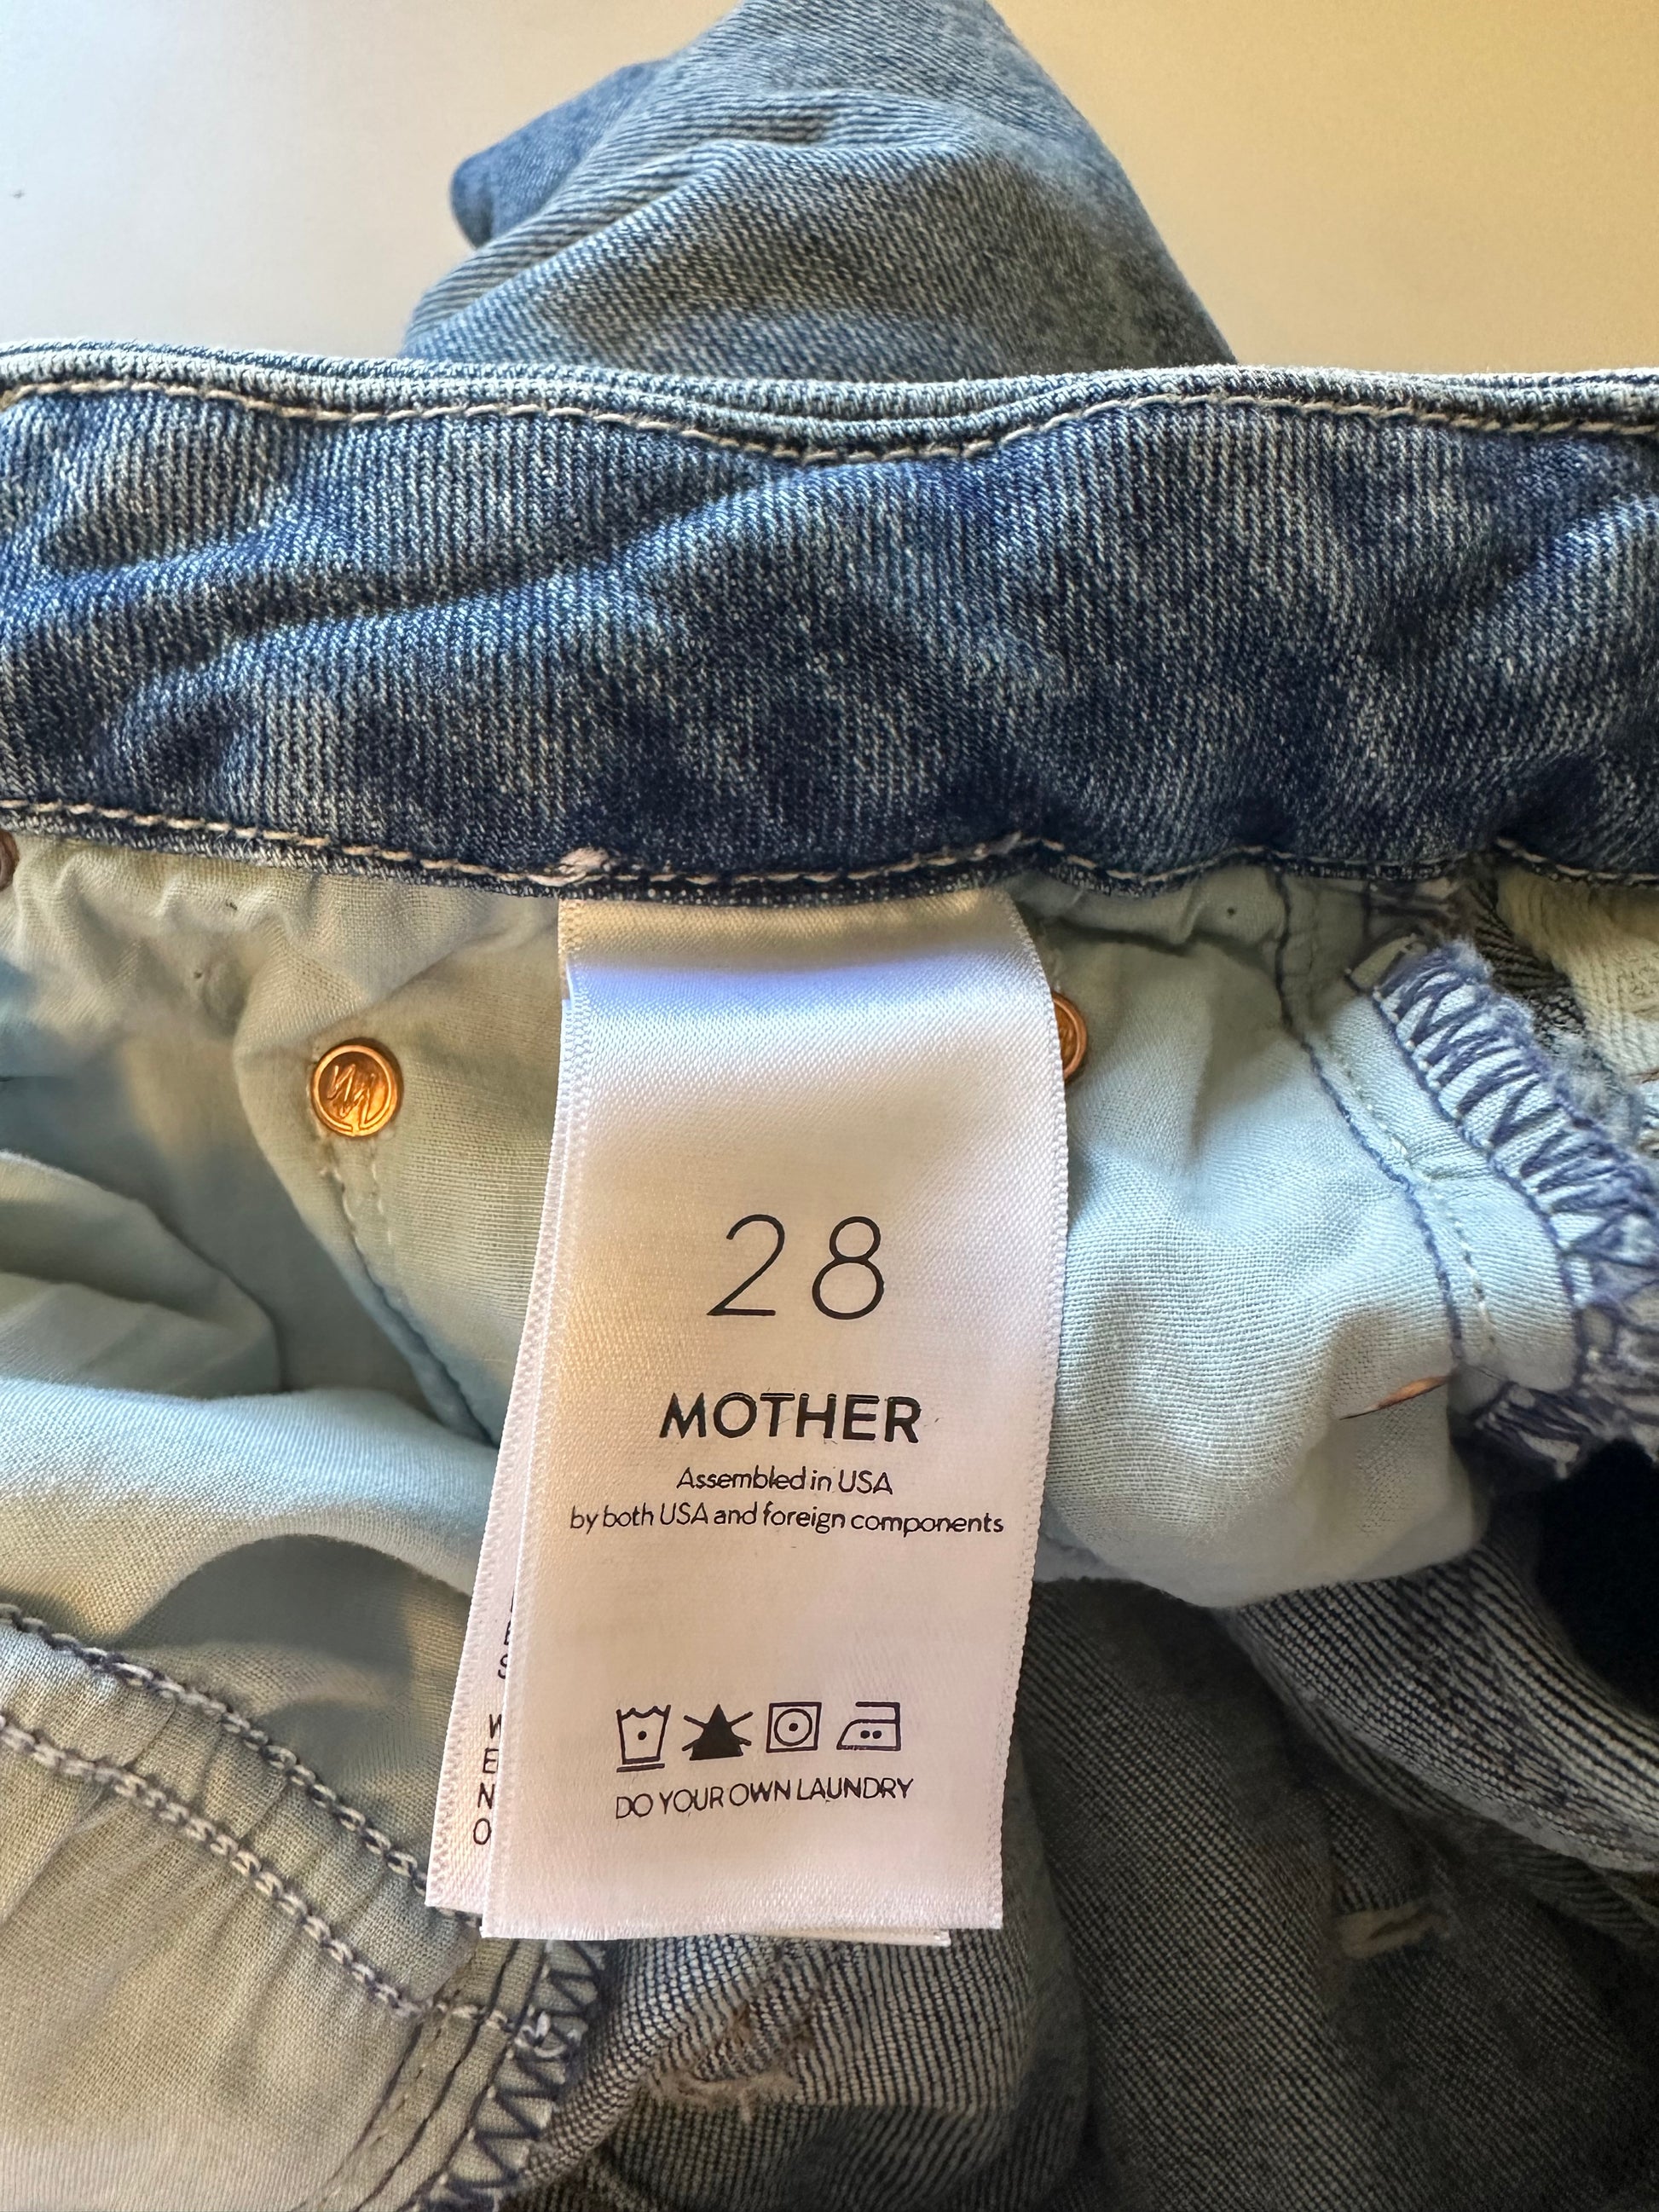 28
MOTHER
Assembled in USA
by both USA and foreign components
DO YOUR OWN LAUNDRY
S
W
E
N
O